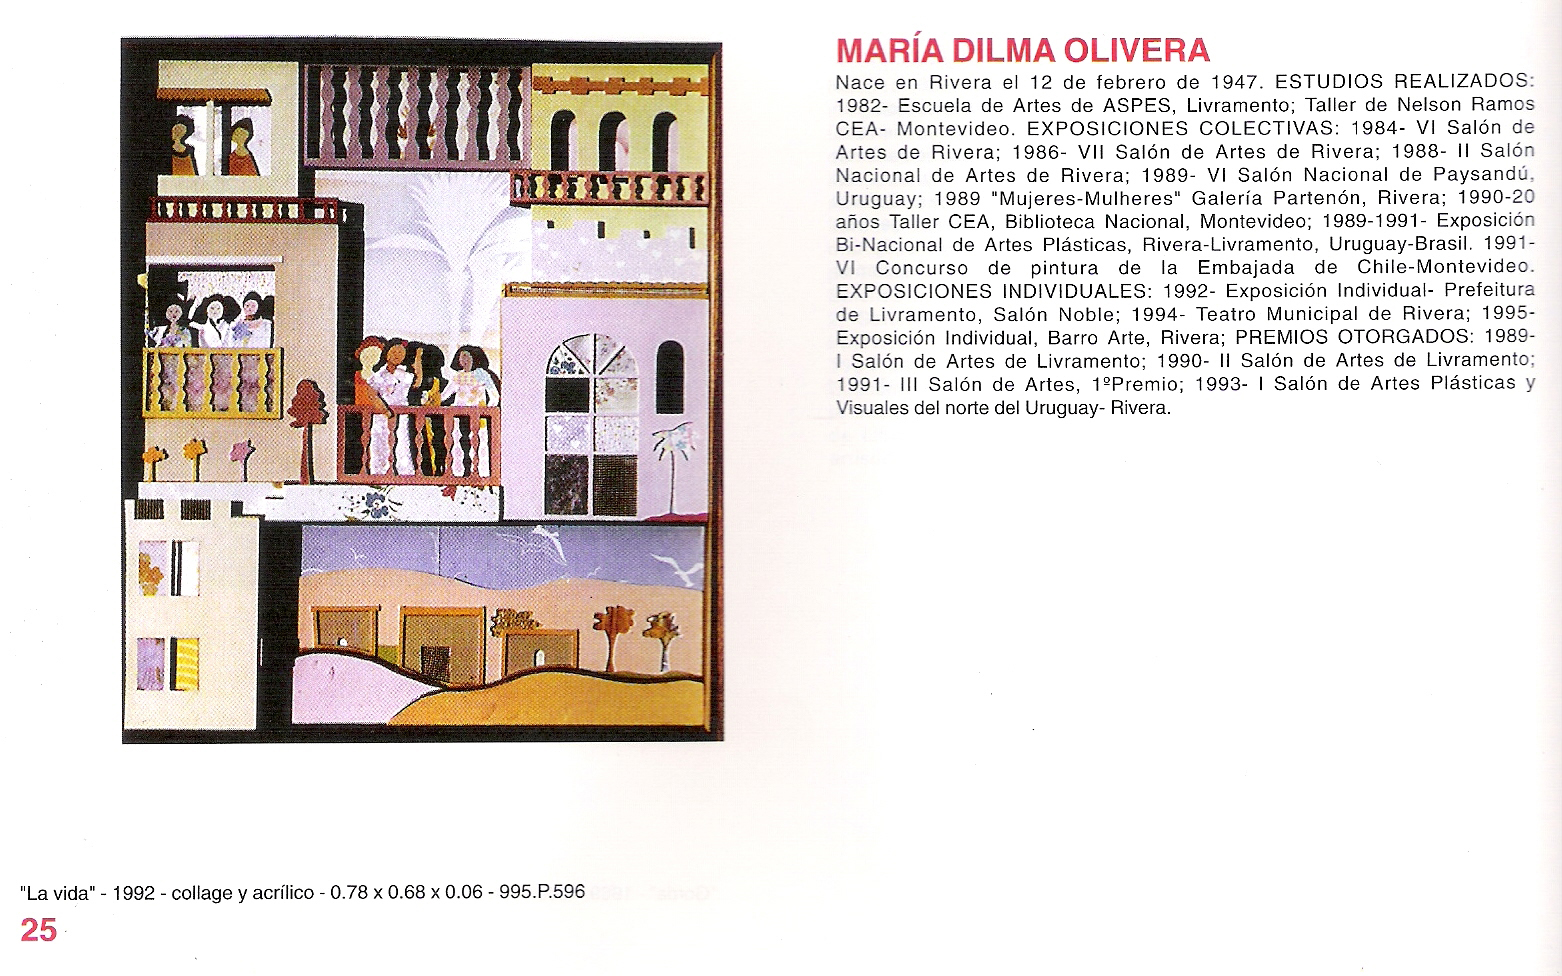 MARÍA DILMA OLIVERA
Nace en Rivera el 12 de febrero de 1947. ESTUDIOS REALIZADOS:
1982- Escuela de Artes de ASPES, Livramento; Taller de Nelson Ramos
CEA- Montevideo. EXPOSICIONES COLECTIVAS: 1984- VI Salón de
Artes de Rivera; 1986- VII Salón de Artes de Rivera; 1988- II Salón
Nacional de Artes de Rivera; 1989- VI Salón Nacional de Paysandú,
Uruguay; 1989 "Mujeres-Mulheres" Galería Partenón, Rivera; 1990-20
años Taller CEA, Biblioteca Nacional, Montevideo; 1989-1991- Exposición
Bi-Nacional de Artes Plásticas, Rivera-Livramento, Uruguay-Brasil. 1991-
VI Concurso de pintura de la Embajada de Chile-Montevideo.
EXPOSICIONES INDIVIDUALES: 1992- Exposición Individual- Prefeitura
de Livramento, Salón Noble; 1994- Teatro Municipal de Rivera; 1995-
Exposición Individual, Barro Arte, Rivera; PREMIOS OTORGADOS: 1989-
I Salón de Artes de Livramento; 1990- II Salón de Artes de Livramento;
1991- III Salón de Artes, 1ºPremio; 1993- I Salón de Artes Plásticas y
Visuales del norte del Uruguay- Rivera.
"La vida" - 1992 - collage y acrílico - 0.78 x 0.68 x 0.06 - 995.P.596
25